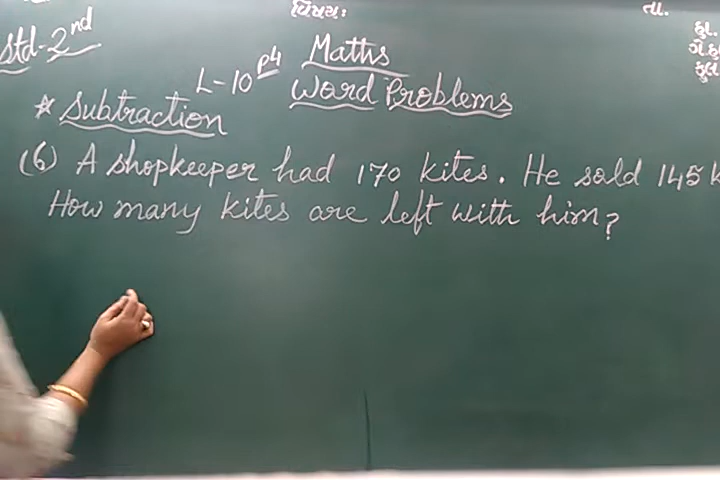 વિષય: તા.
Std-2nd
L-10 P4 Maths
Word Problems
* Subtraction
(6) A shopkeeper had 170 kites. He sold 145 k
How many kites are left with him?